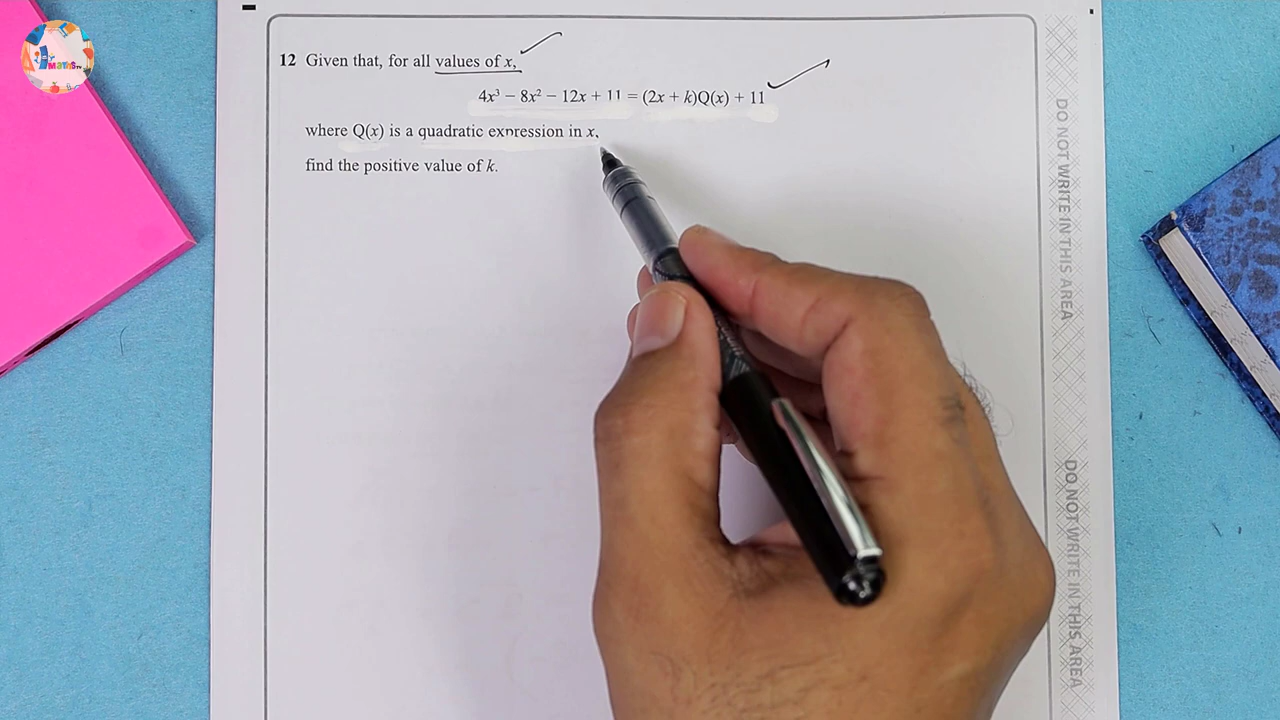 12 Given that, for all values of x,
4x³ − 8x² − 12x + 11 = (2x + k)Q(x) + 11
where Q(x) is a quadratic expression in x,
find the positive value of k.
DO NOT WRITE IN THIS AREA
DO NOT WRITE IN THIS AREA